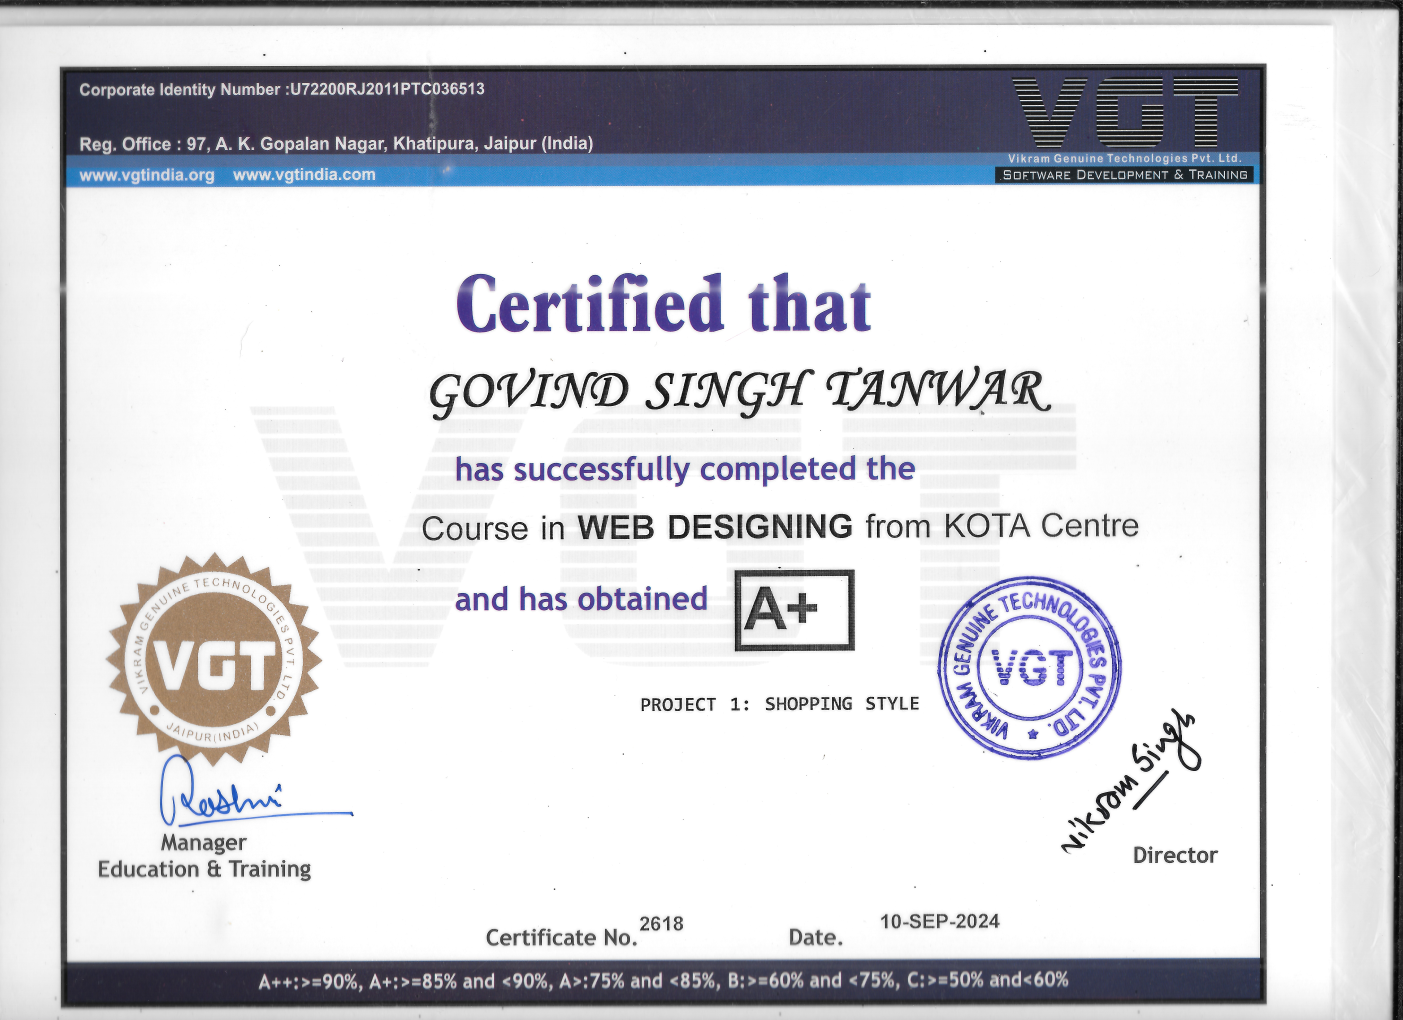 Corporate Identity Number :U72200RJ2011PTC036513
Reg. Office : 97, A. K. Gopalan Nagar, Khatipura, Jaipur (India)
www.vgtindia.org www.vgtindia.com
VGT
Vikram Genuine Technologies Pvt. Ltd.
SOFTWARE DEVELOPMENT & TRAINING
Certified that
GOVIND SINGH TANWAR
has successfully completed the
Course in WEB DESIGNING from KOTA Centre
and has obtained A+
PROJECT 1: SHOPPING STYLE
VGT
VIKRAM GENUINE TECHNOLOGIES PVT. LTD.
VGT
JAIPUR(INDIA)
VIKRAM GENUINE TECHNOLOGIES PVT. LTD.
VGT
Rashmi
Manager
Education & Training
Vikram Singh
Director
Certificate No. 2618
Date. 10-SEP-2024
A++:>=90%, A+:>=85% and <90%, A>:75% and <85%, B:>=60% and <75%, C:>=50% and<60%